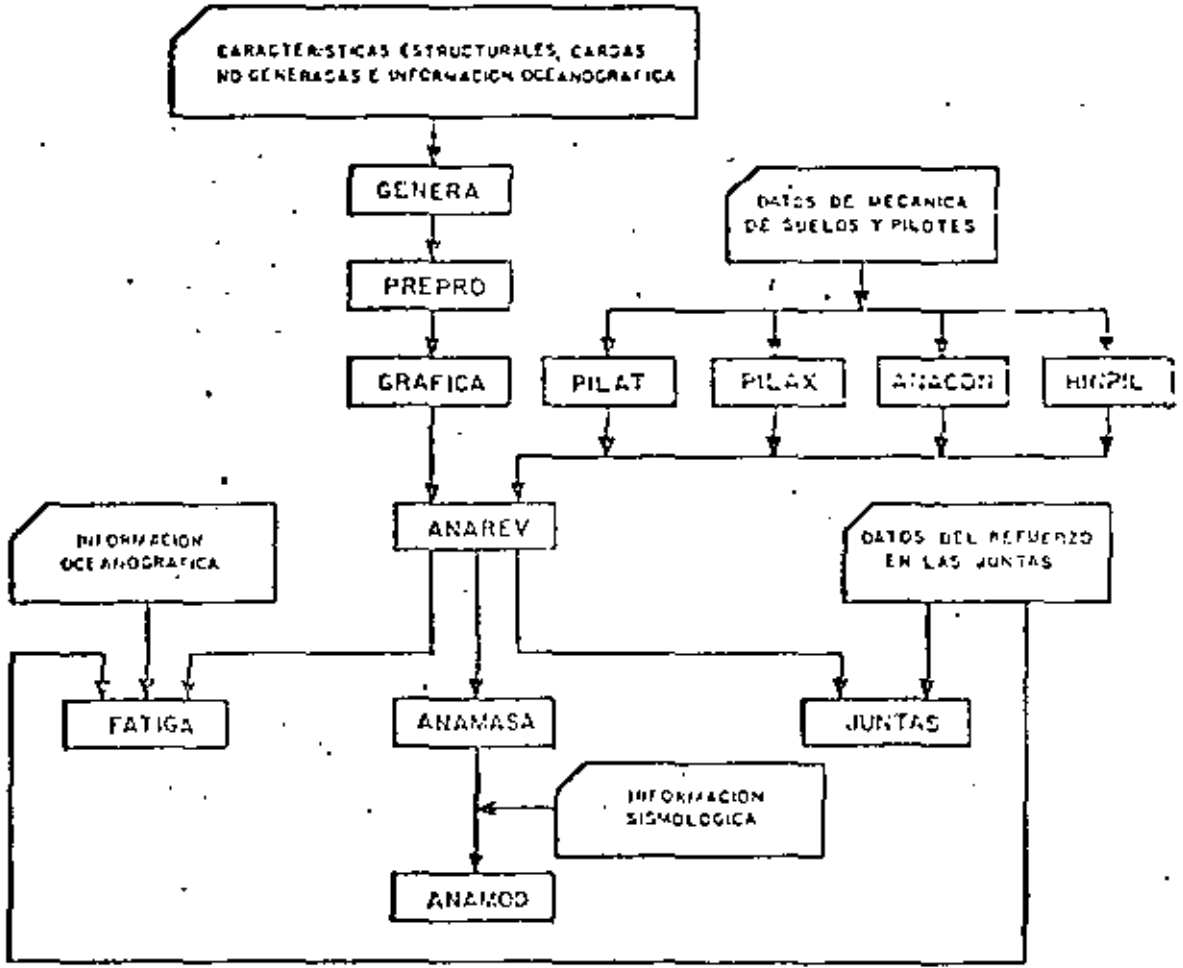 CARACTERISTICAS ESTRUCTURALES, CARGAS
NO GENERADAS E INFORMACION OCEANOGRAFICA
GENERA
DATOS DE MECANICA
DE SUELOS Y PILOTES
PREPRO
GRAFICA
PILAT
PILAX
ANACON
HINPIL
ANAREV
INFORMACION
OCEANOGRAFICA
DATOS DEL REFUERZO
EN LAS JUNTAS
FATIGA
ANAMASA
JUNTAS
INFORMACION
SISMOLOGICA
ANAMOD